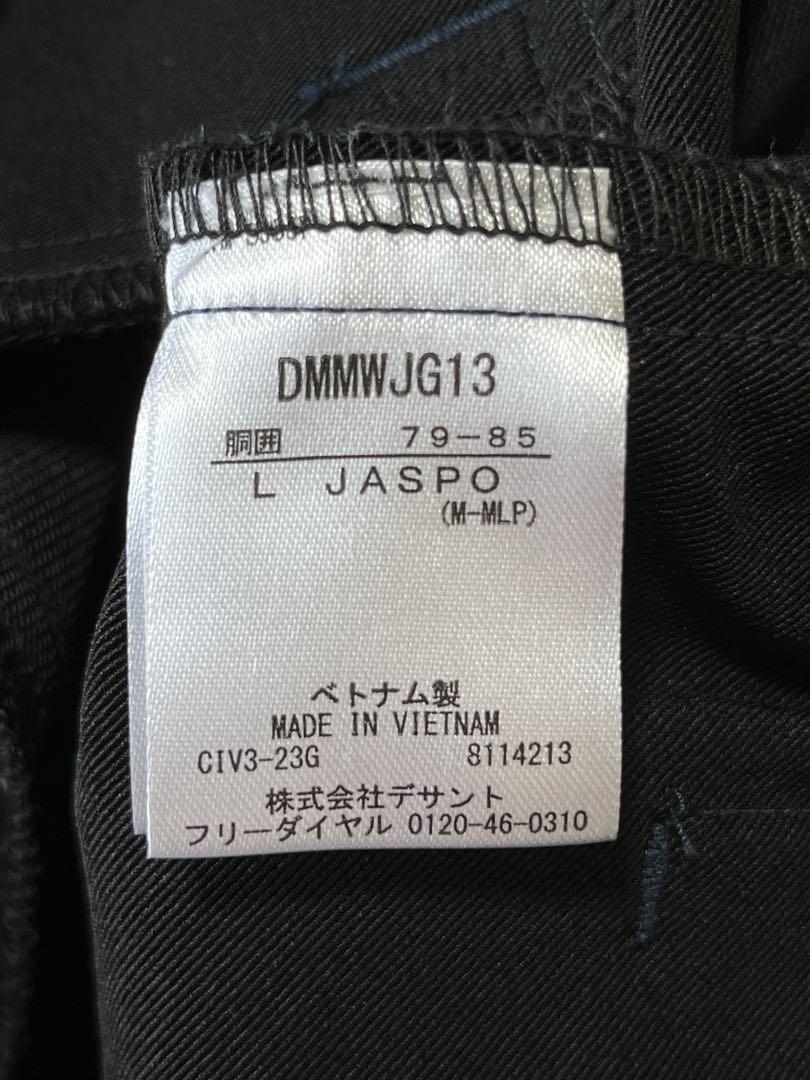 DMMWJG13
胴囲 79-85
L JASPO
(M-MLP)
ベトナム製
MADE IN VIETNAM
CIV3-23G 8114213
株式会社デサント
フリーダイヤル 0120-46-0310